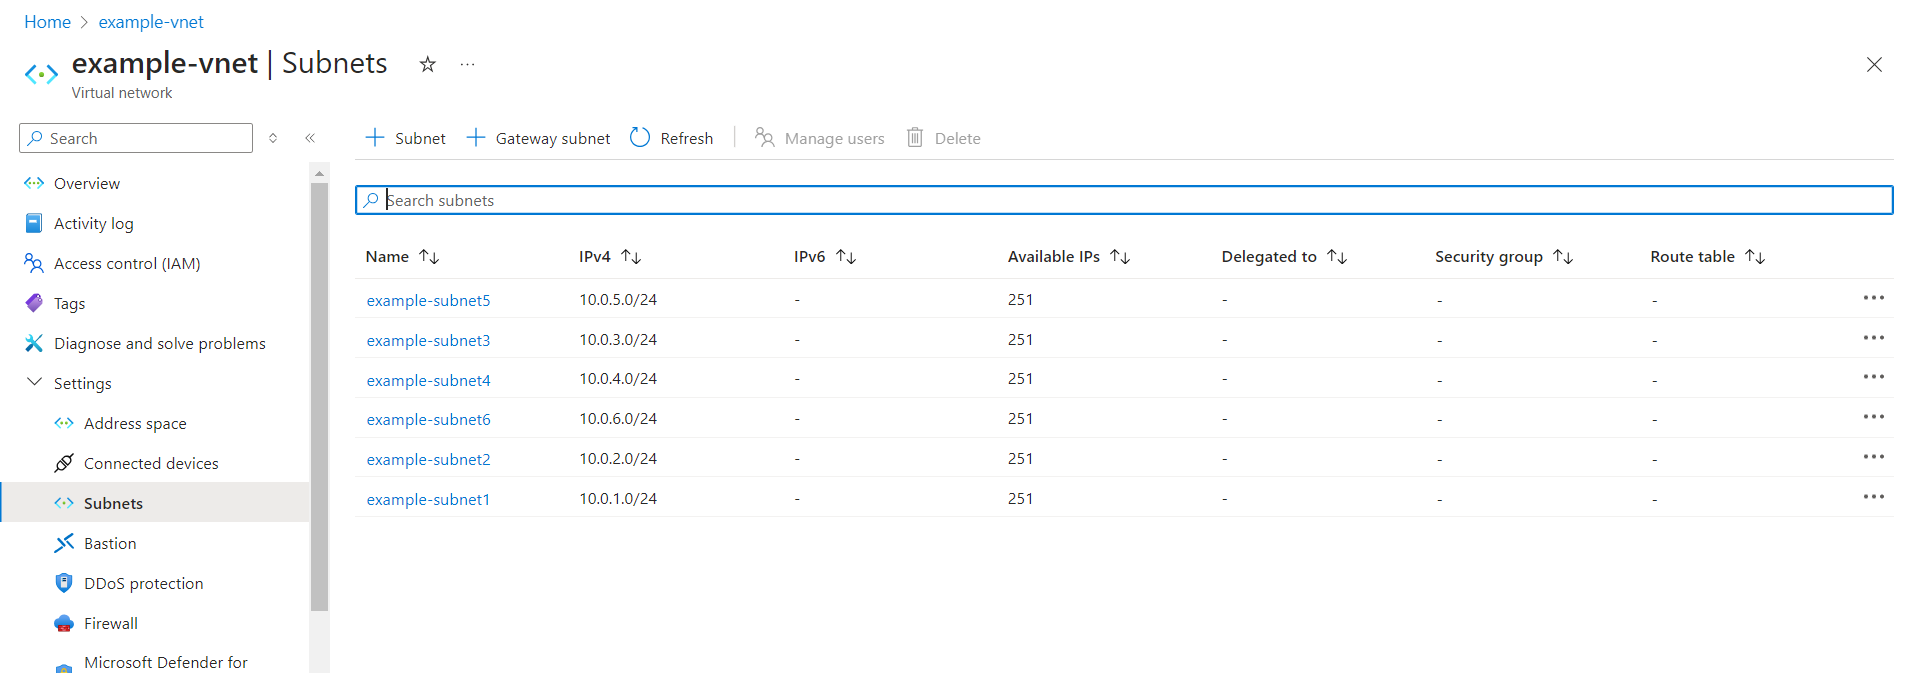 Home > example-vnet
example-vnet | Subnets
Virtual network
Search
Overview
Activity log
Access control (IAM)
Tags
Diagnose and solve problems
Settings
Address space
Connected devices
Subnets
Bastion
DDoS protection
Firewall
Microsoft Defender for
Subnet Gateway subnet Refresh Manage users Delete
Search subnets
Name IPv4 IPv6 Available IPs Delegated to Security group Route table
example-subnet5 10.0.5.0/24 - 251 - - -
example-subnet3 10.0.3.0/24 - 251 - - -
example-subnet4 10.0.4.0/24 - 251 - - -
example-subnet6 10.0.6.0/24 - 251 - - -
example-subnet2 10.0.2.0/24 - 251 - - -
example-subnet1 10.0.1.0/24 - 251 - - -